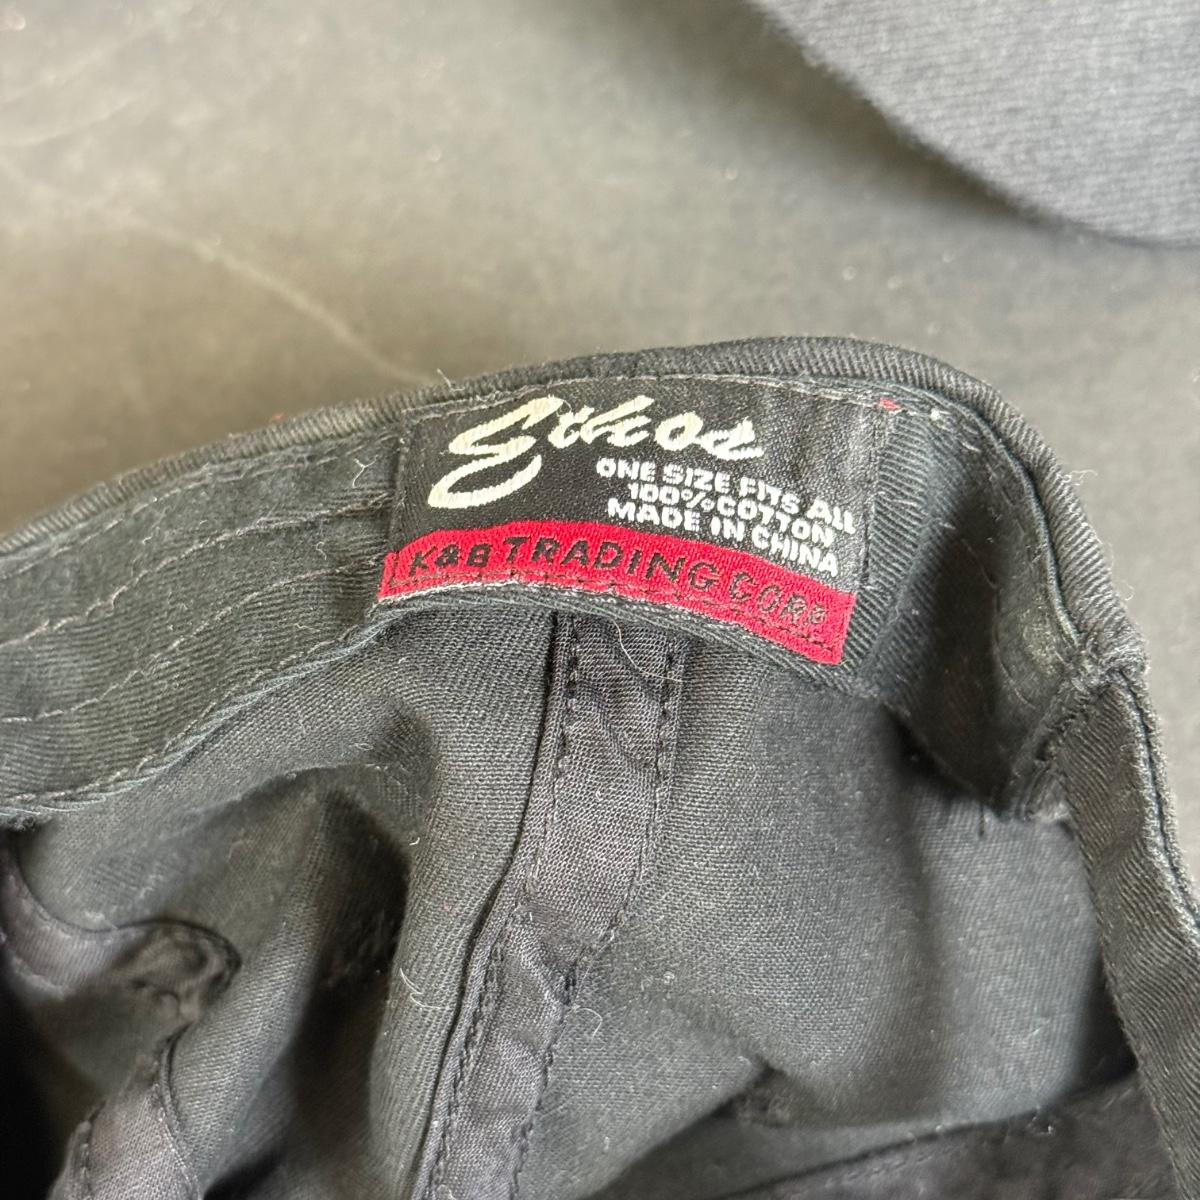 Ethos
ONE SIZE FITS ALL
100% COTTON
MADE IN CHINA
K&B TRADING CORP